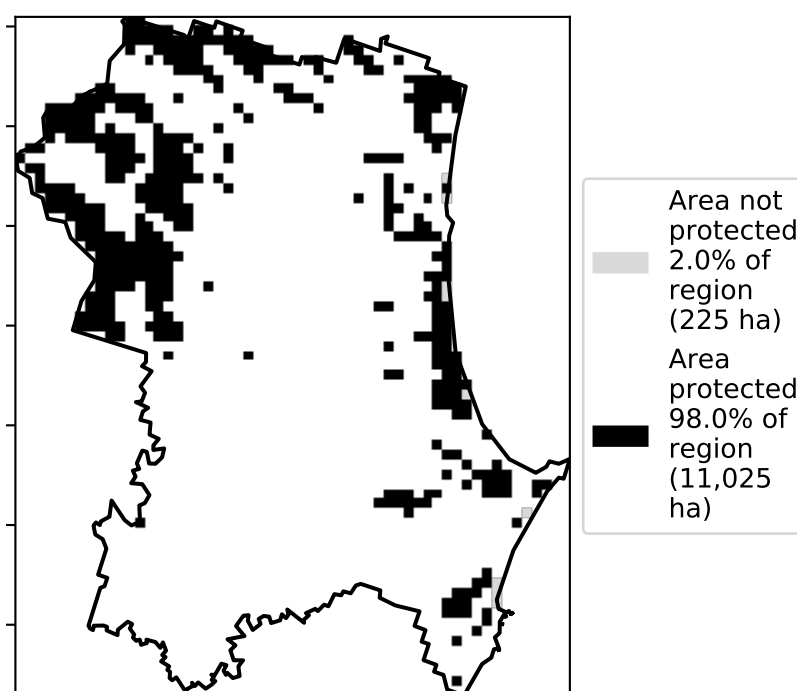 Area not
protected
2.0% of
region
(225 ha)
Area
protected
98.0% of
region
(11,025
ha)